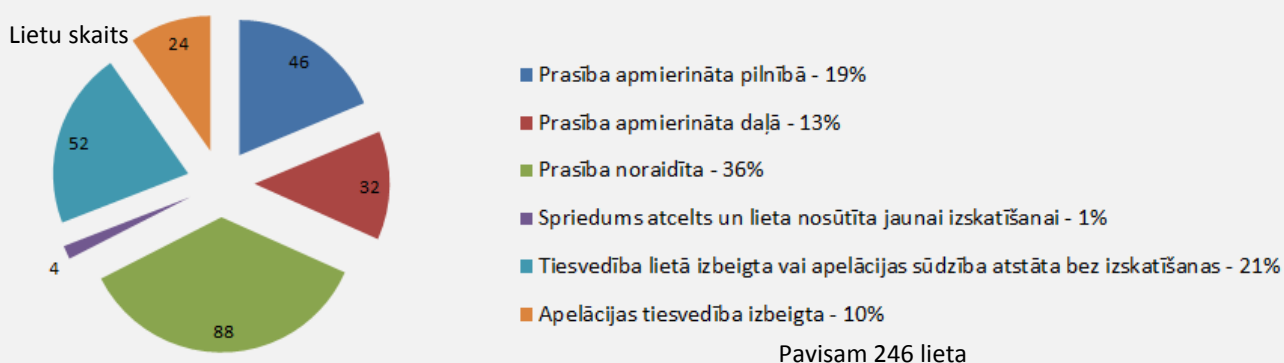 Lietu skaits
24
46
52
32
4
88
Prasība apmierināta pilnībā - 19%
Prasība apmierināta daļā - 13%
Prasība noraidīta - 36%
Spriedums atcelts un lieta nosūtīta jaunai izskatīšanai - 1%
Tiesvedība lietā izbeigta vai apelācijas sūdzība atstāta bez izskatīšanas - 21%
Apelācijas tiesvedība izbeigta - 10%
Pavisam 246 lieta